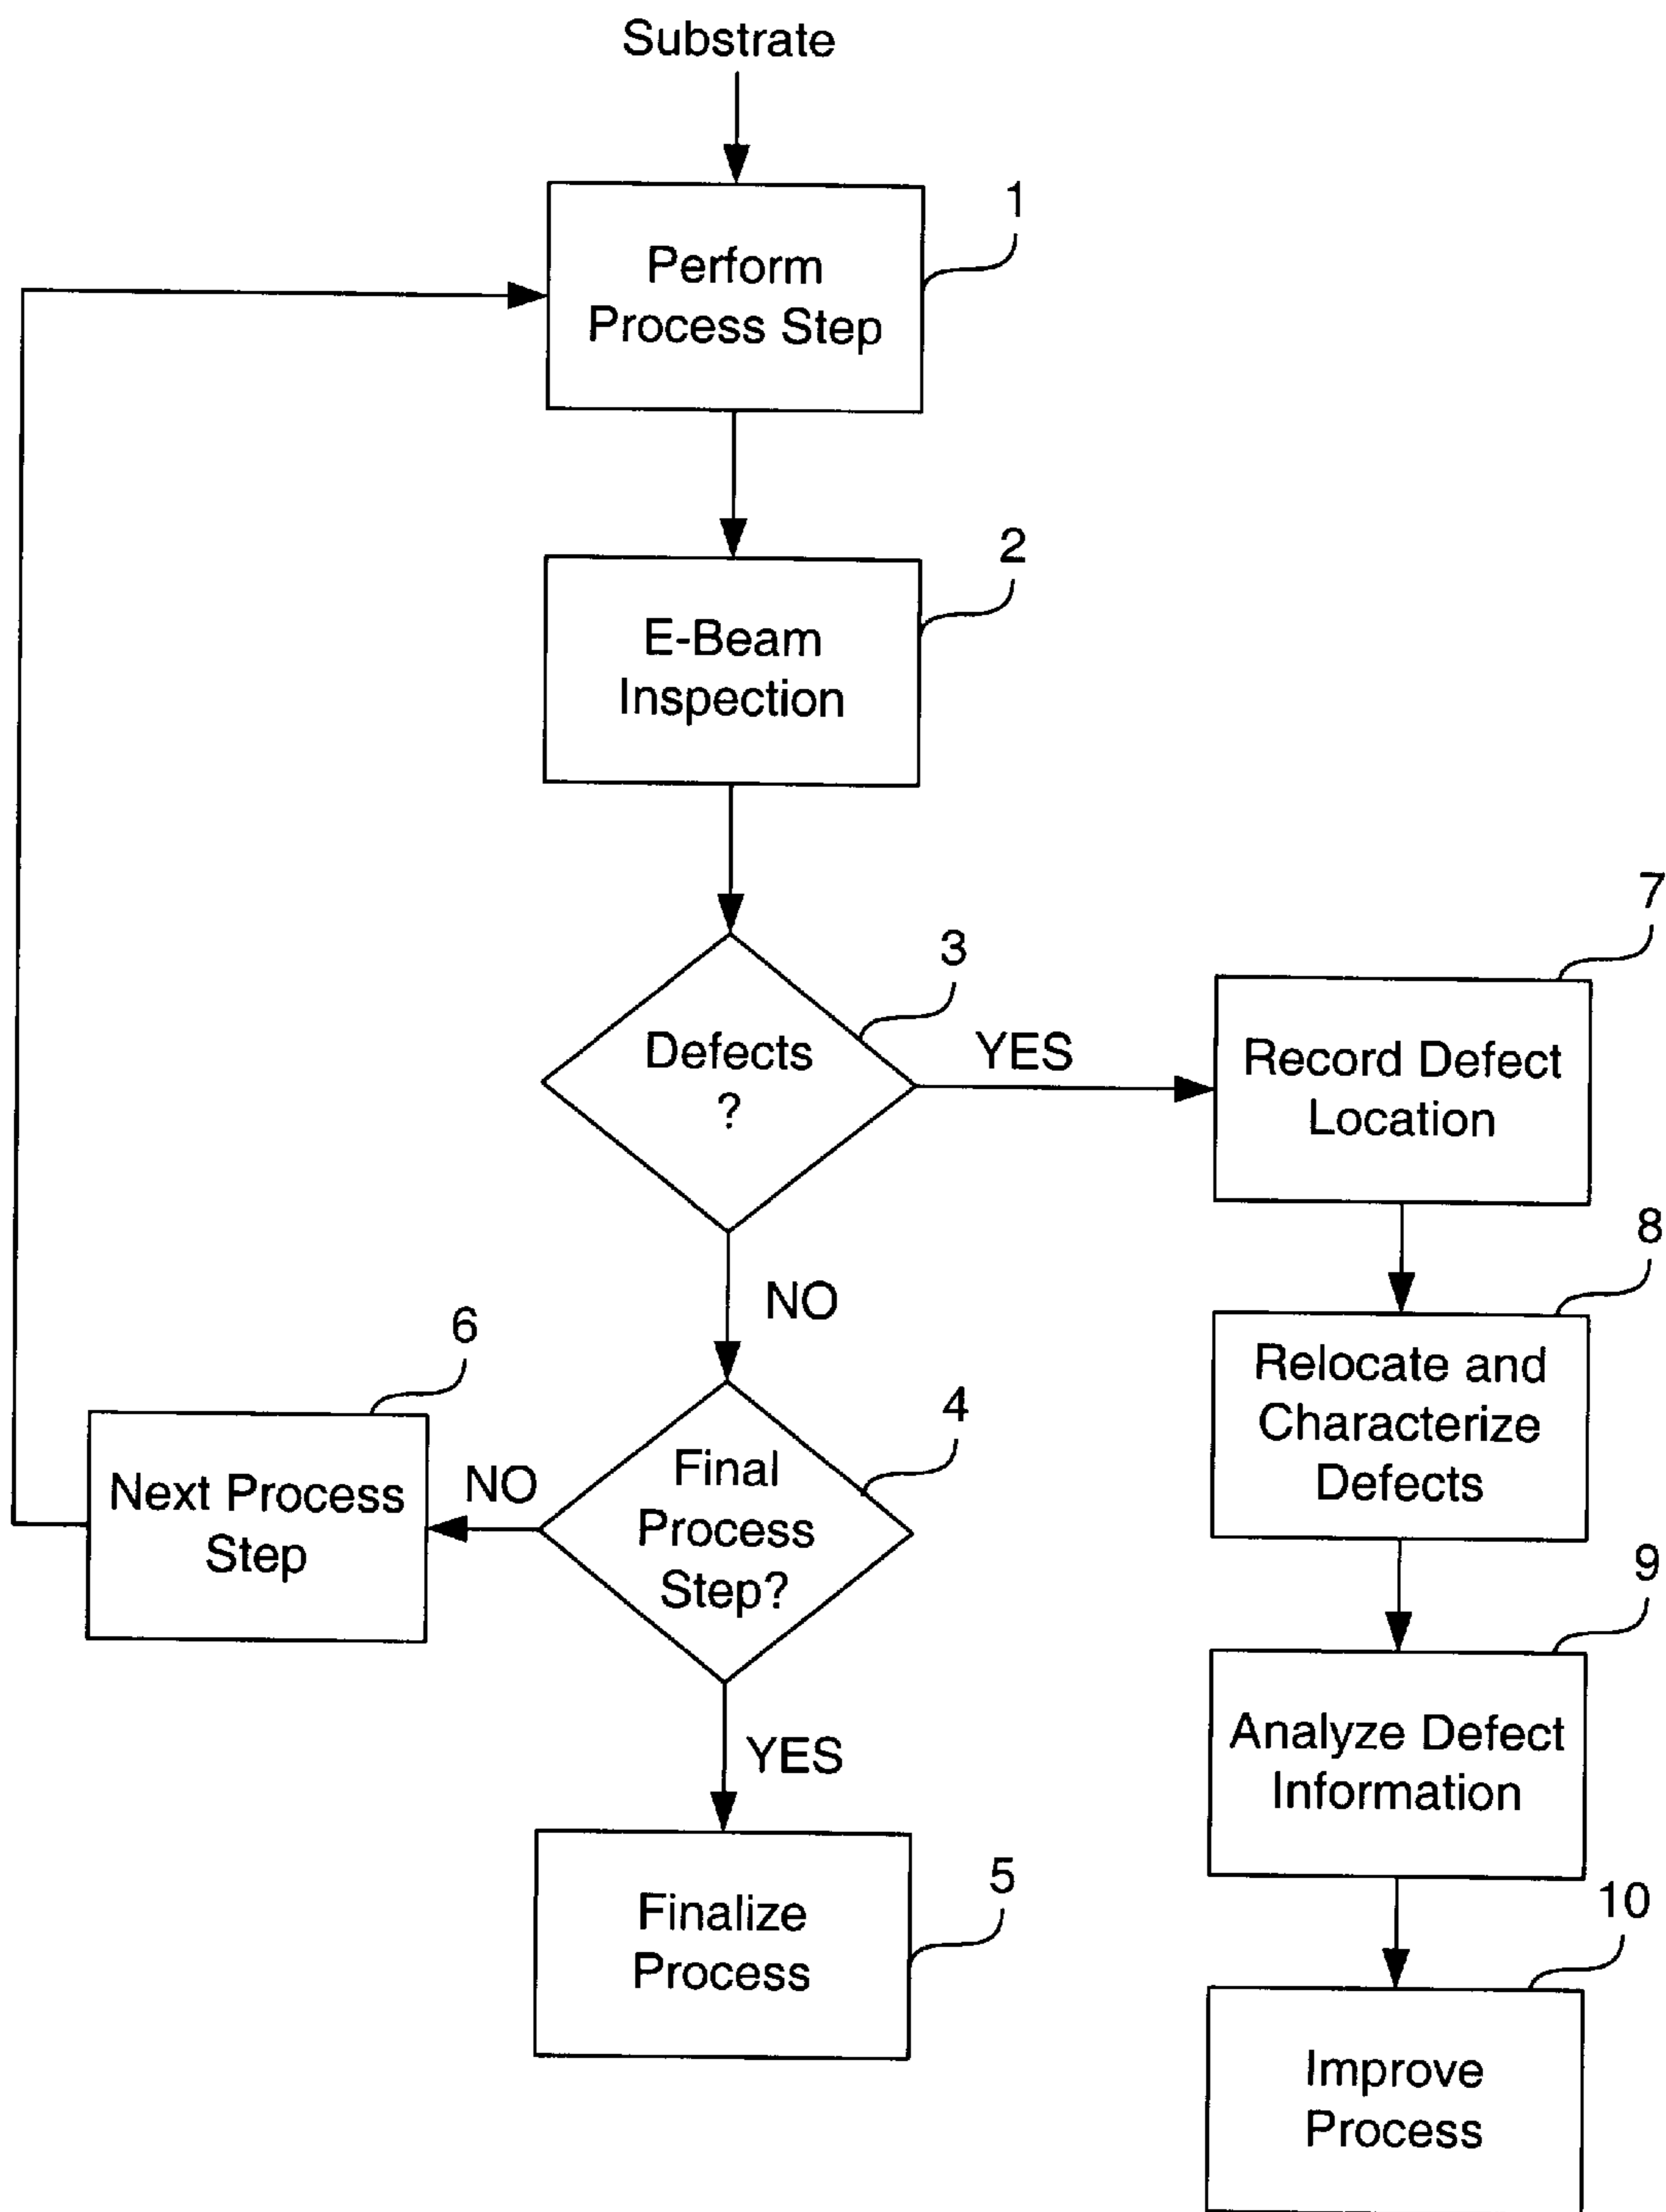 Substrate
1
Perform
Process Step
2
E-Beam
Inspection
3
Defects
?
YES
7
Record Defect
Location
NO
8
Relocate and
Characterize
Defects
6
Next Process
Step
NO
4
Final
Process
Step?
9
Analyze Defect
Information
YES
5
Finalize
Process
10
Improve
Process